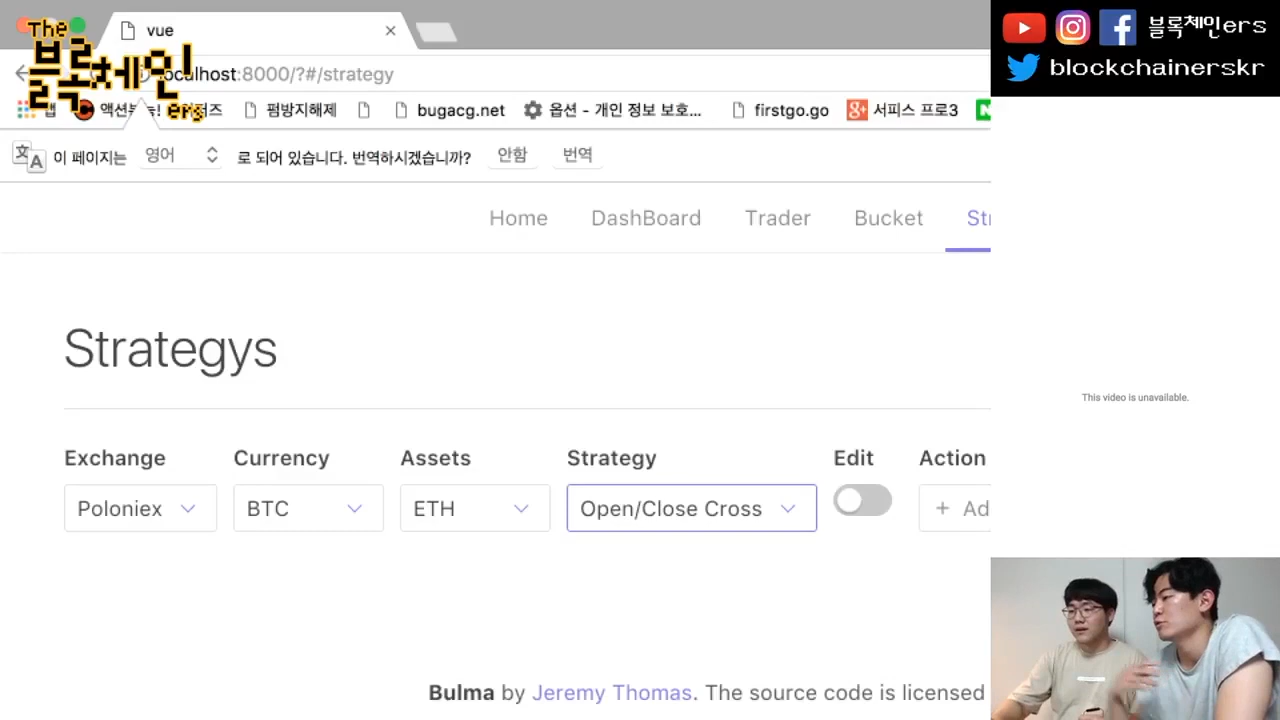 The
블록체인
ers
vue
localhost:8000/?#/strategy
펌방지해제
bugacg.net
옵션 - 개인 정보 보호...
firstgo.go
서피스 프로3
이 페이지는
영어
로 되어 있습니다. 번역하시겠습니까?
안함
번역
Home
DashBoard
Trader
Bucket
Str
블록체인ers
blockchainerskr
Strategys
This video is unavailable.
Exchange
Currency
Assets
Strategy
Edit
Action
Poloniex
BTC
ETH
Open/Close Cross
+ Ad
Bulma by Jeremy Thomas. The source code is licensed